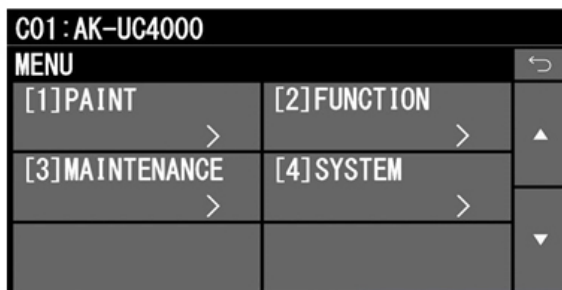 C01:AK-UC4000
MENU
[1]PAINT
[2]FUNCTION
[3]MAINTENANCE
[4]SYSTEM